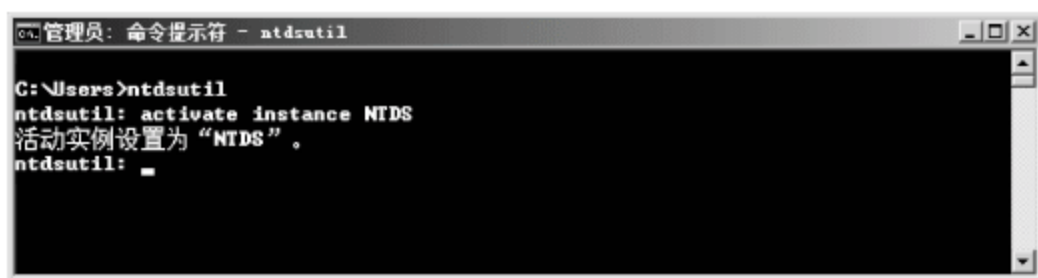 管理员: 命令提示符 - ntdsutil
C:\Users>ntdsutil
ntdsutil: activate instance NTDS
活动实例设置为“NTDS”。
ntdsutil: